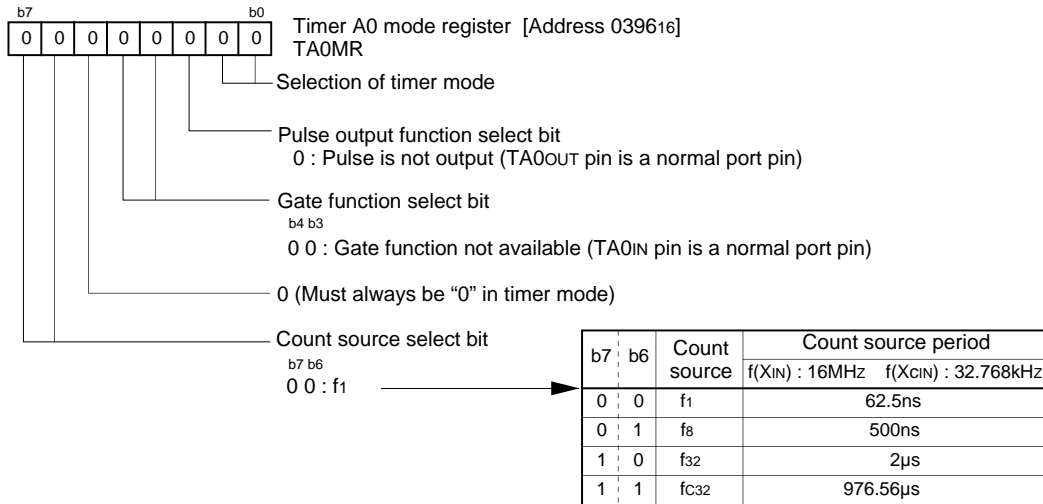 b7 b0
0 0 0 0 0 0 0 0
Timer A0 mode register [Address 039616]
TA0MR
Selection of timer mode
Pulse output function select bit
0 : Pulse is not output (TA0OUT pin is a normal port pin)
Gate function select bit
b4 b3
0 0 : Gate function not available (TA0IN pin is a normal port pin)
0 (Must always be “0” in timer mode)
Count source select bit
b7 b6
0 0 : f1
b7 b6 Count source Count source period
f(XIN) : 16MHz f(XCIN) : 32.768kHz
0 0 f1 62.5ns
0 1 f8 500ns
1 0 f32 2µs
1 1 fC32 976.56µs